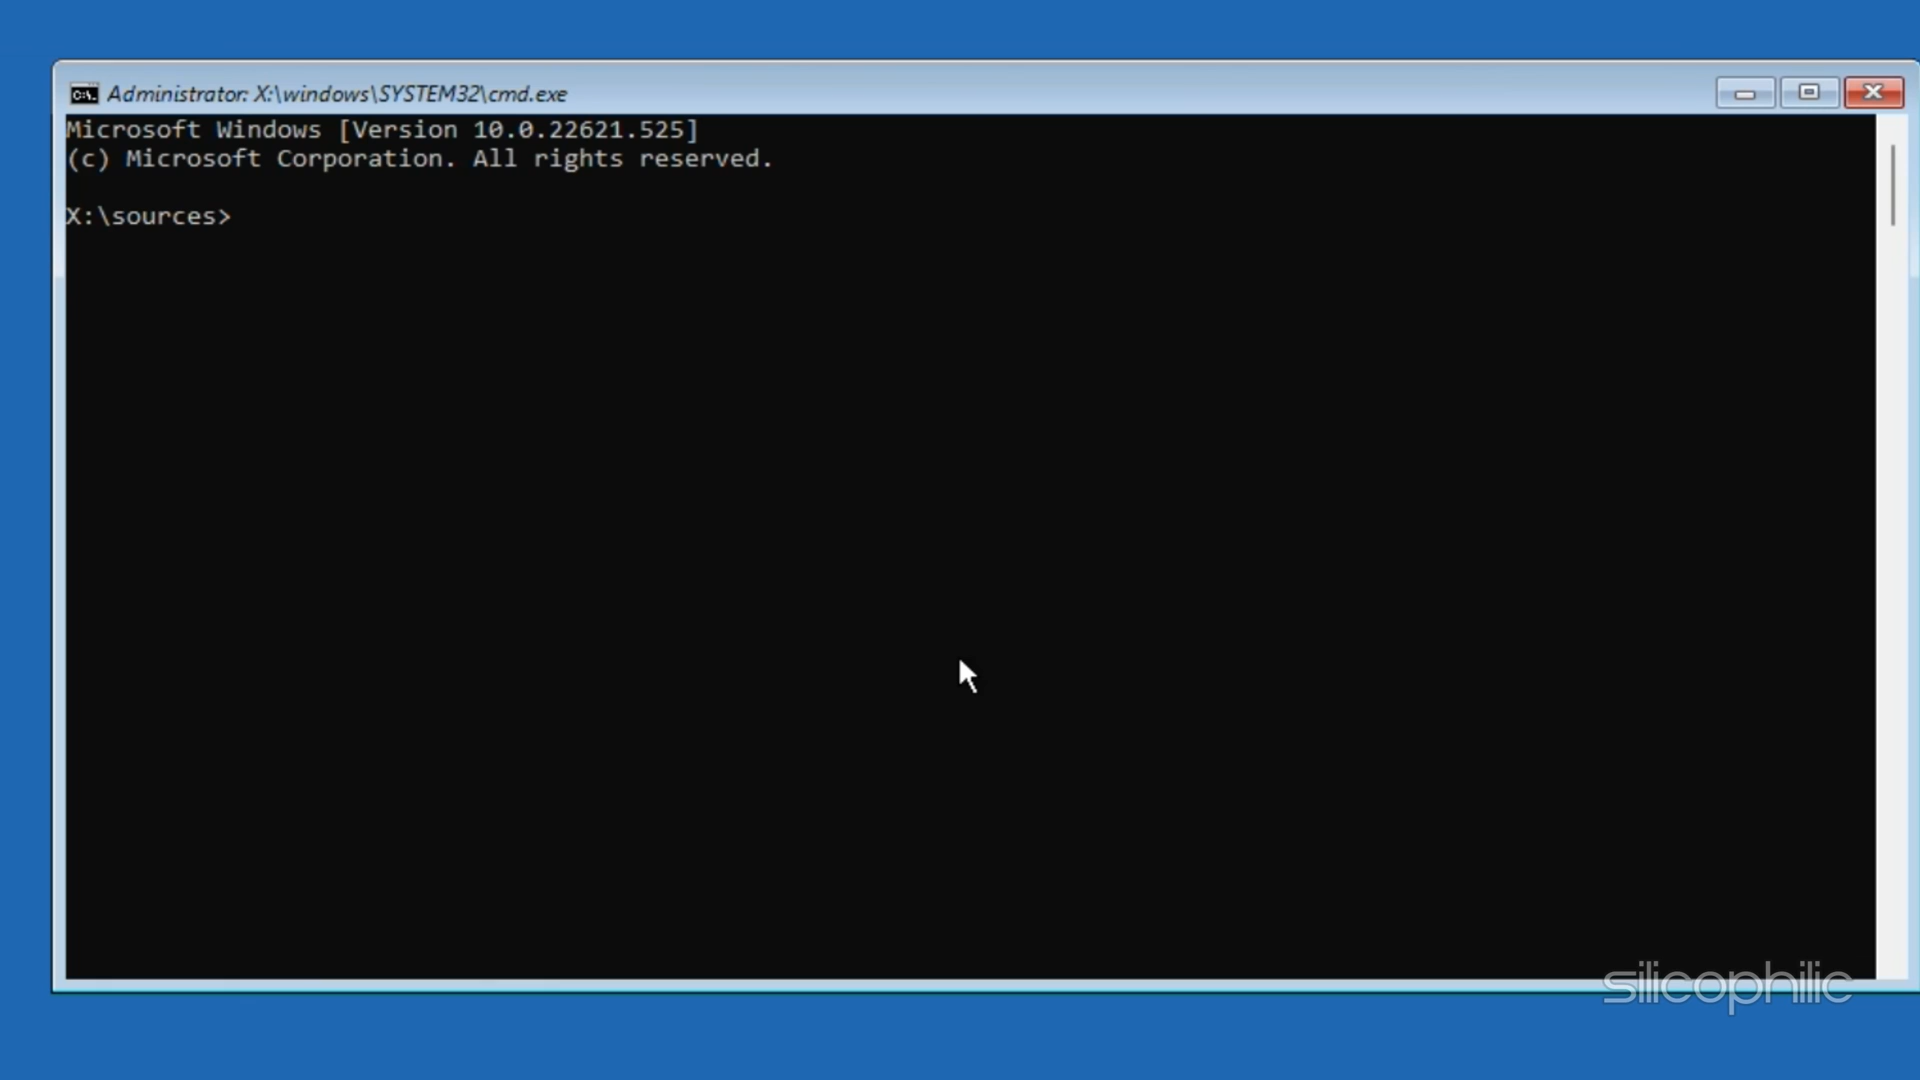 Administrator: X:\windows\SYSTEM32\cmd.exe
Microsoft Windows [Version 10.0.22621.525]
(c) Microsoft Corporation. All rights reserved.
X:\sources>
silicophilic